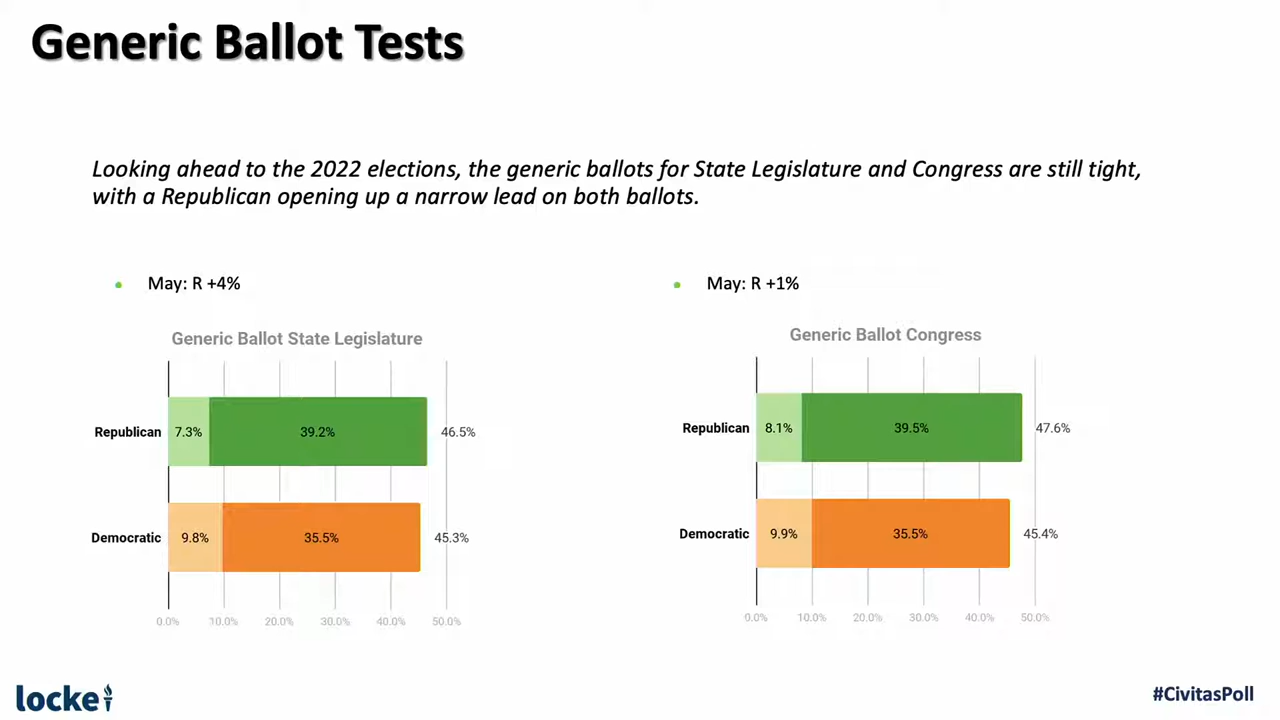 Generic Ballot Tests
Looking ahead to the 2022 elections, the generic ballots for State Legislature and Congress are still tight,
with a Republican opening up a narrow lead on both ballots.
• May: R +4%
Generic Ballot State Legislature
Republican 7.3% 39.2% 46.5%
Democratic 9.8% 35.5% 45.3%
0.0% 10.0% 20.0% 30.0% 40.0% 50.0%
• May: R +1%
Generic Ballot Congress
Republican 8.1% 39.5% 47.6%
Democratic 9.9% 35.5% 45.4%
0.0% 10.0% 20.0% 30.0% 40.0% 50.0%
locke
#CivitasPoll